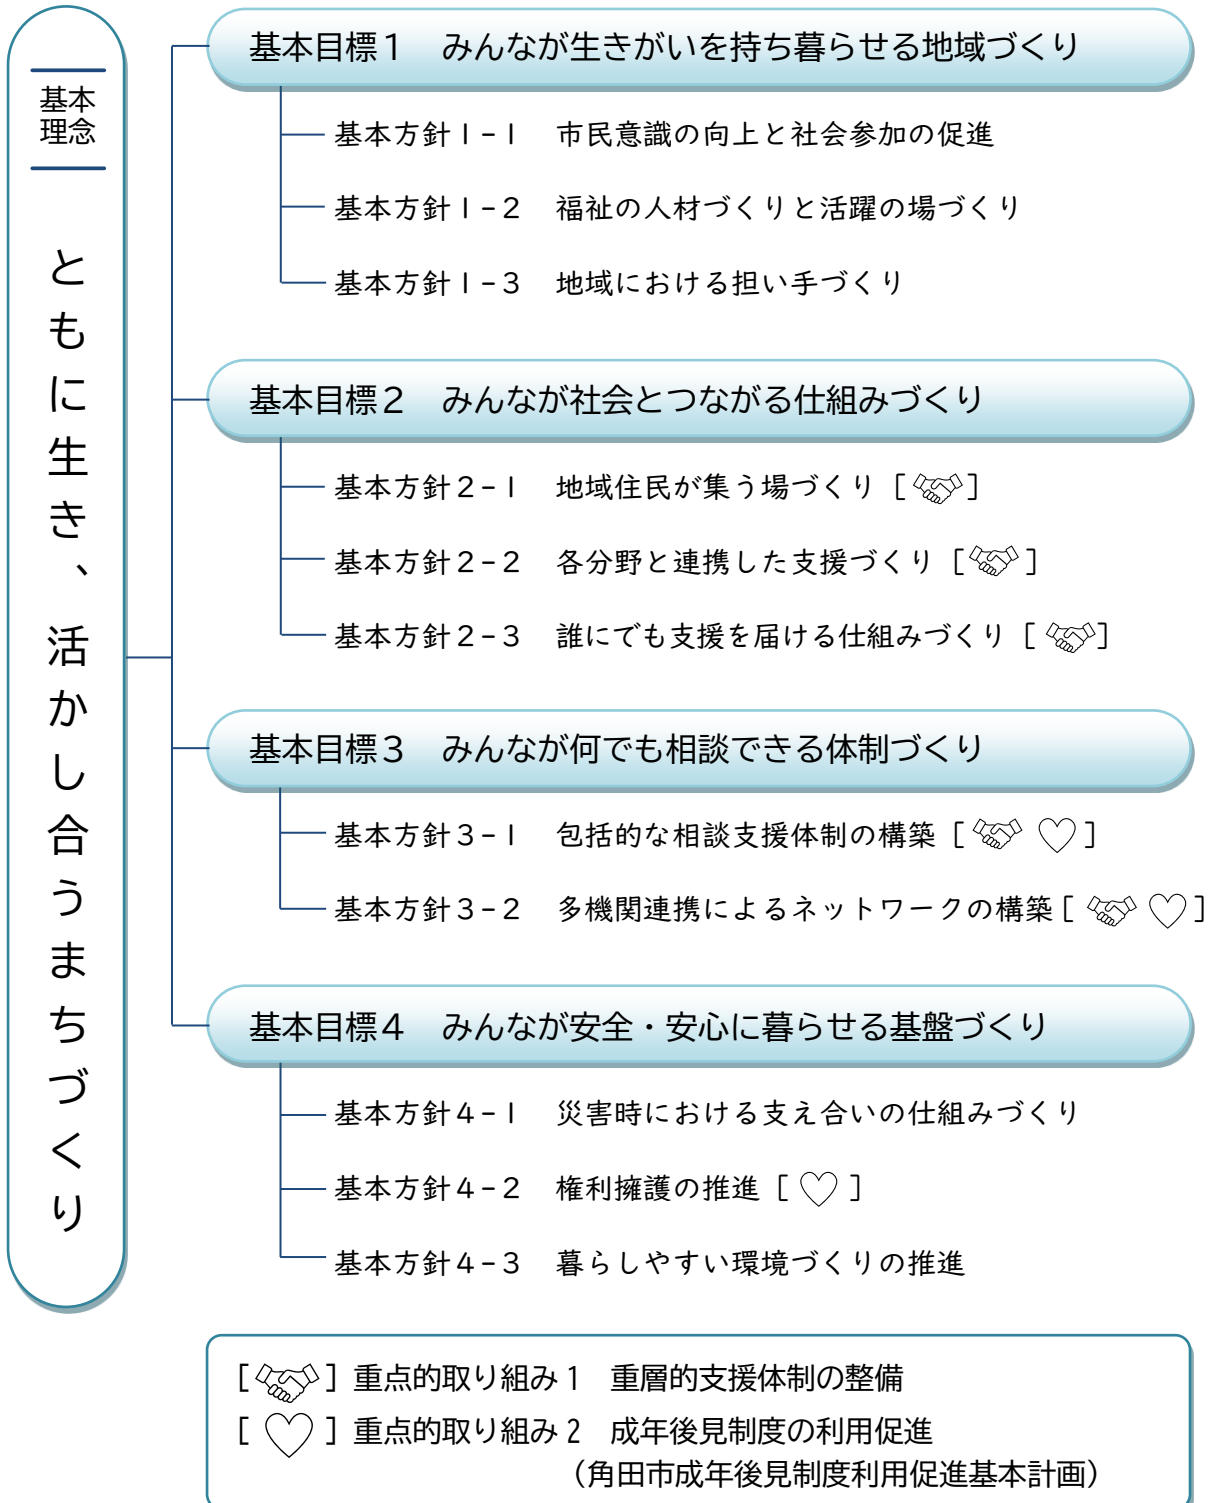 基本
理念
ともに生き、活かし合うまちづくり
基本目標１　みんなが生きがいを持ち暮らせる地域づくり
基本方針１-１　市民意識の向上と社会参加の促進
基本方針１-２　福祉の人材づくりと活躍の場づくり
基本方針１-３　地域における担い手づくり
基本目標２　みんなが社会とつながる仕組みづくり
基本方針２-１　地域住民が集う場づくり [ ]
基本方針２-２　各分野と連携した支援づくり [ ]
基本方針２-３　誰にでも支援を届ける仕組みづくり [ ]
基本目標３　みんなが何でも相談できる体制づくり
基本方針３-１　包括的な相談支援体制の構築 [ ♡ ]
基本方針３-２　多機関連携によるネットワークの構築 [ ♡ ]
基本目標４　みんなが安全・安心に暮らせる基盤づくり
基本方針４-１　災害時における支え合いの仕組みづくり
基本方針４-２　権利擁護の推進 [ ♡ ]
基本方針４-３　暮らしやすい環境づくりの推進
[ ] 重点的取り組み１　重層的支援体制の整備
[ ♡ ] 重点的取り組み２　成年後見制度の利用促進
（角田市成年後見制度利用促進基本計画）